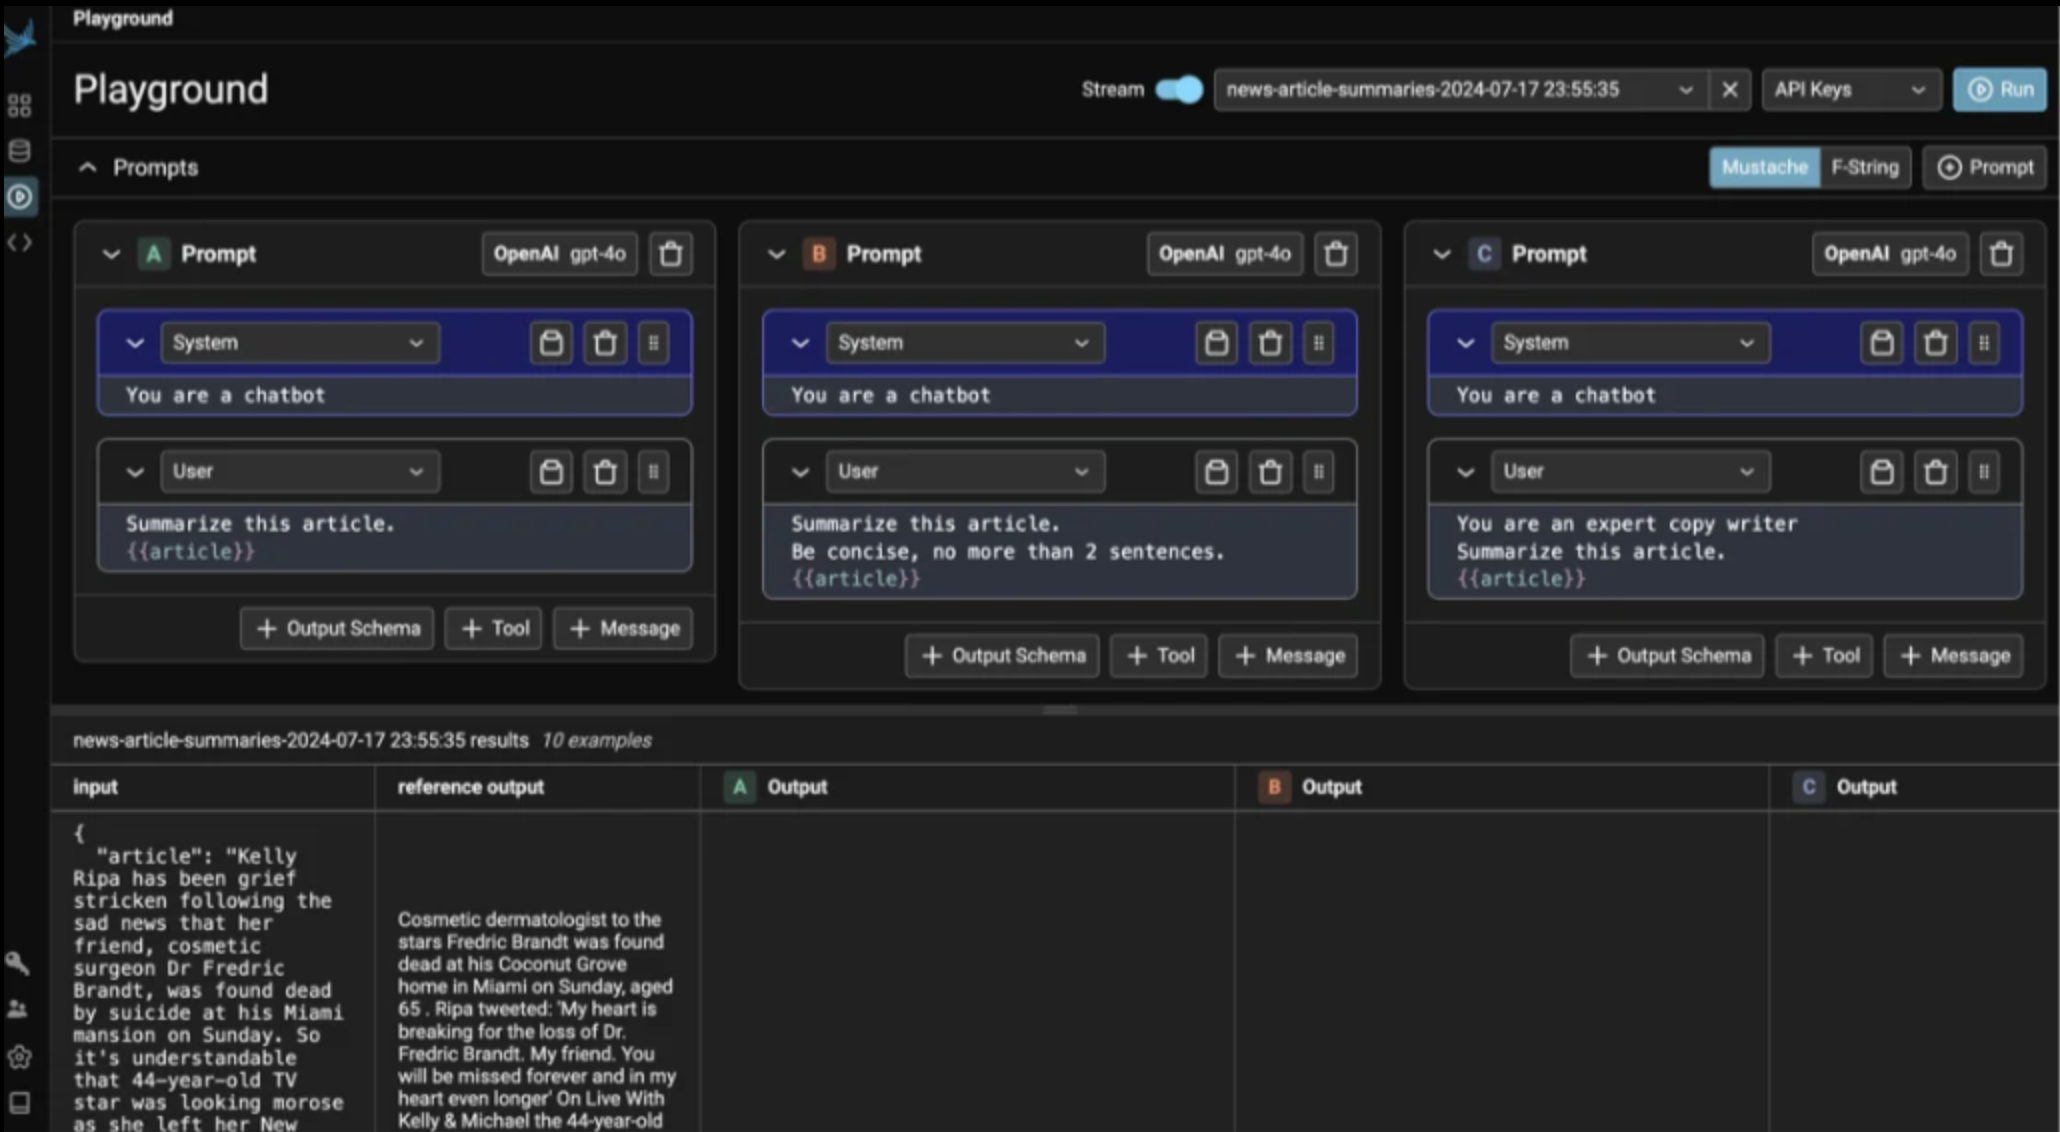 Playground
Playground
Stream
news-article-summaries-2024-07-17 23:55:35
API Keys
Run
Prompts
Mustache
F-String
Prompt
A Prompt
OpenAI gpt-4o
System
You are a chatbot
User
Summarize this article.
{{article}}
+ Output Schema
+ Tool
+ Message
B Prompt
OpenAI gpt-4o
System
You are a chatbot
User
Summarize this article.
Be concise, no more than 2 sentences.
{{article}}
+ Output Schema
+ Tool
+ Message
C Prompt
OpenAI gpt-4o
System
You are a chatbot
User
You are an expert copy writer
Summarize this article.
{{article}}
+ Output Schema
+ Tool
+ Message
news-article-summaries-2024-07-17 23:55:35 results 10 examples
input
reference output
A Output
B Output
C Output
{
"article": "Kelly
Ripa has been grief
stricken following the
sad news that her
friend, cosmetic
surgeon Dr Fredric
Brandt, was found dead
by suicide at his Miami
mansion on Sunday. So
it's understandable
that 44-year-old TV
star was looking morose
as she left her New
Cosmetic dermatologist to the
stars Fredric Brandt was found
dead at his Coconut Grove
home in Miami on Sunday, aged
65 . Ripa tweeted: 'My heart is
breaking for the loss of Dr.
Fredric Brandt. My friend. You
will be missed forever and in my
heart even longer' On Live With
Kelly & Michael the 44-year-old